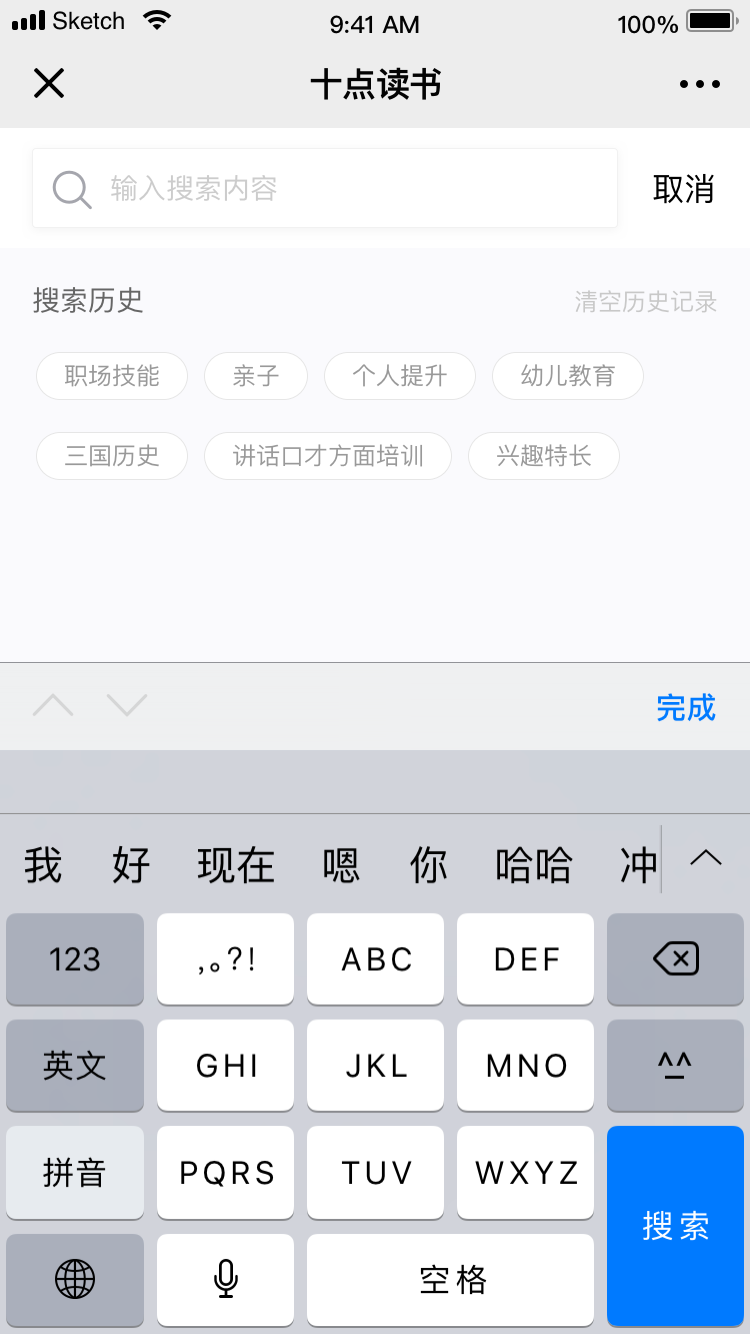 Sketch 9:41 AM 100%
十点读书
输入搜索内容 取消
搜索历史 清空历史记录
职场技能 亲子 个人提升 幼儿教育
三国历史 讲话口才方面培训 兴趣特长
完成
我 好 现在 嗯 你 哈哈 冲
123 ,。?! ABC DEF
英文 GHI JKL MNO ^^
拼音 PQRS TUV WXYZ
搜索
空格